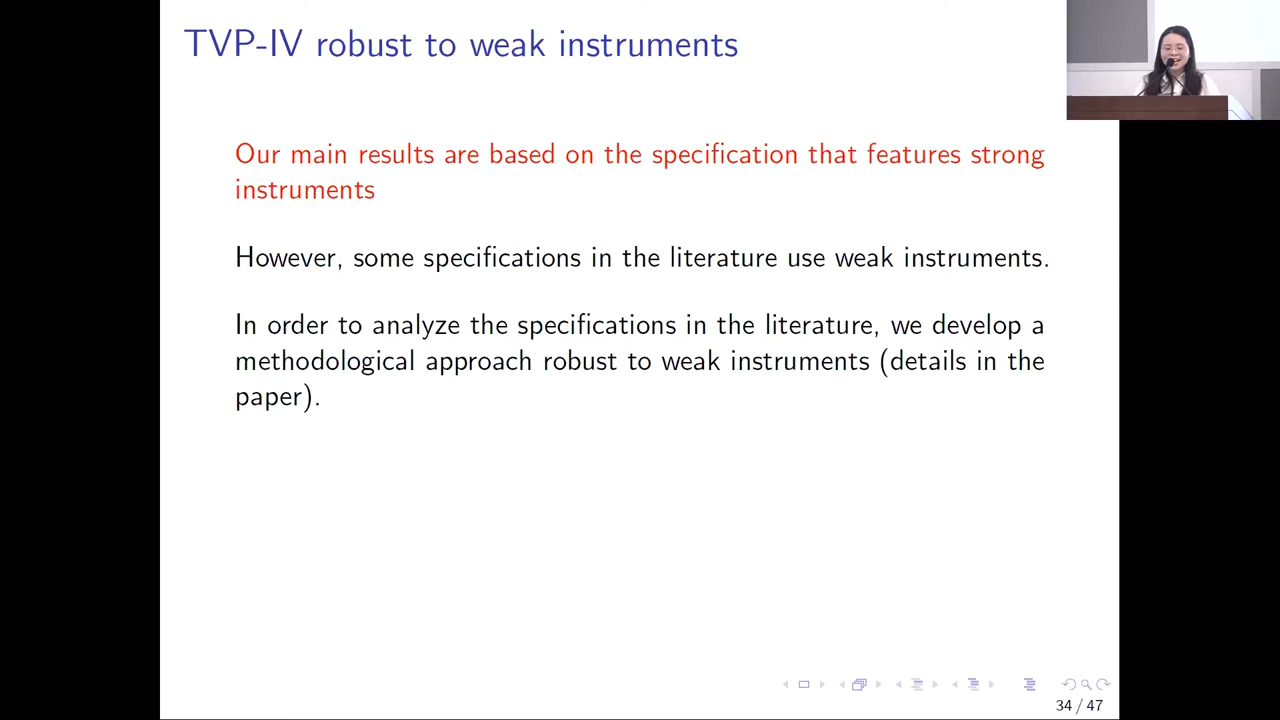 TVP-IV robust to weak instruments
Our main results are based on the specification that features strong
instruments
However, some specifications in the literature use weak instruments.
In order to analyze the specifications in the literature, we develop a
methodological approach robust to weak instruments (details in the
paper).
34 / 47